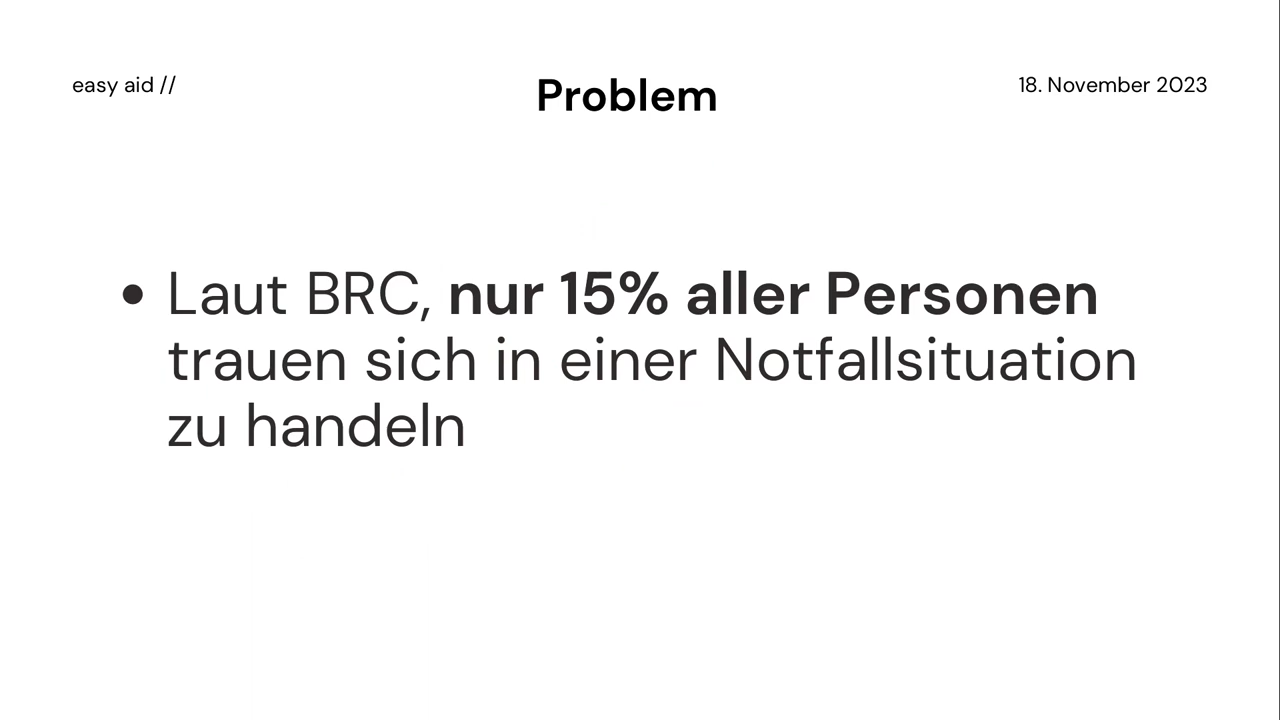 easy aid //
Problem
18. November 2023
• Laut BRC, nur 15% aller Personen
trauen sich in einer Notfallsituation
zu handeln